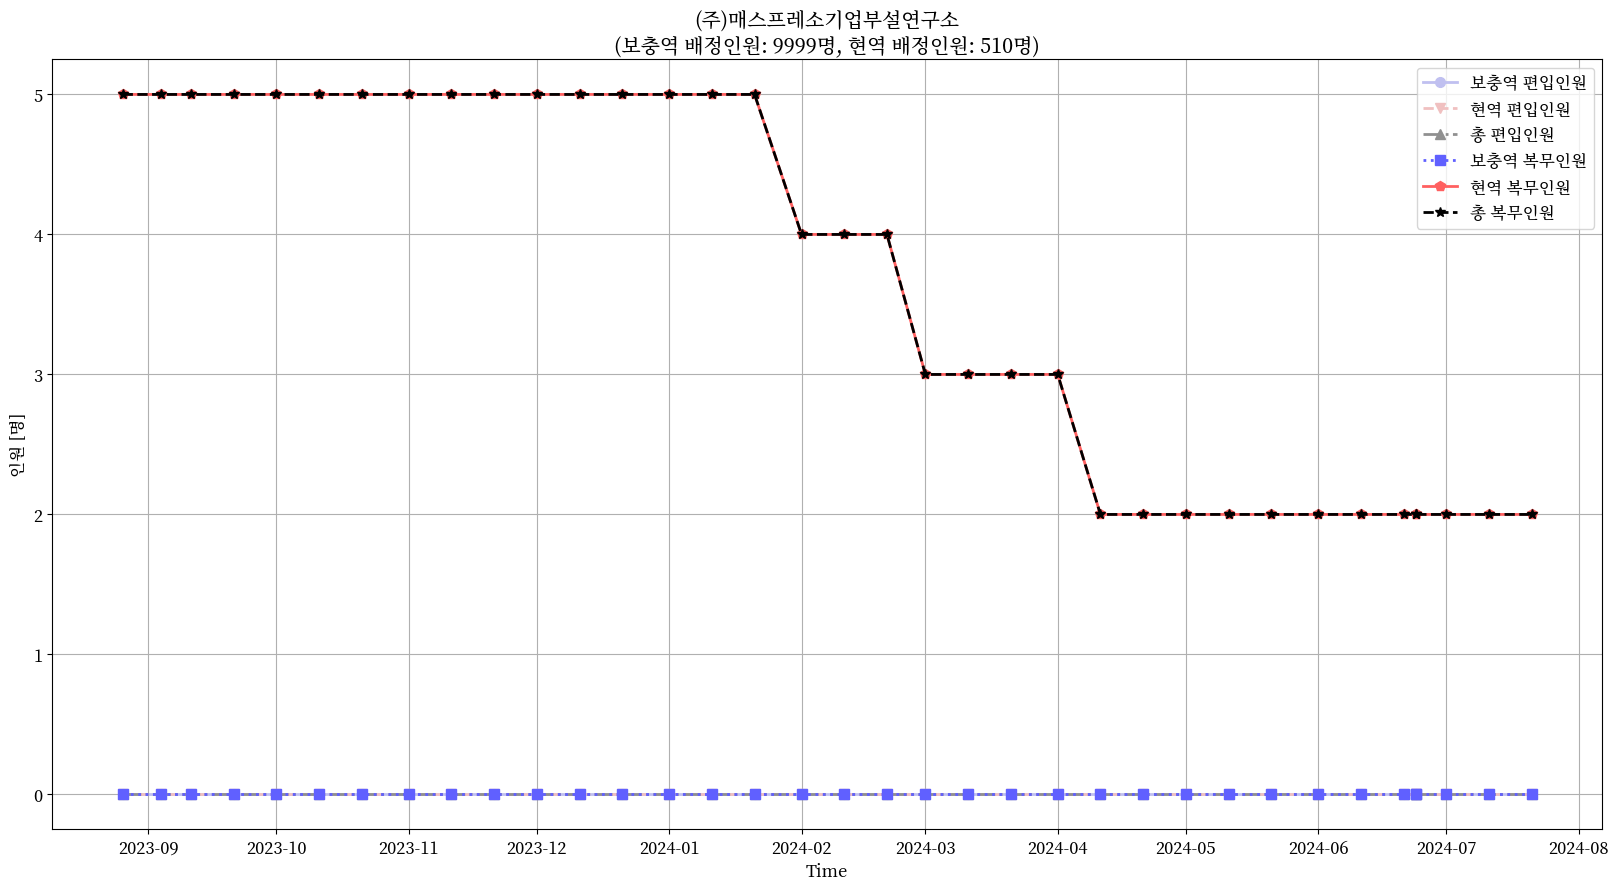 (주)매스프레소기업부설연구소
(보충역 배정인원: 9999명, 현역 배정인원: 510명)
보충역 편입인원
현역 편입인원
총 편입인원
보충역 복무인원
현역 복무인원
총 복무인원
인원 [명]
5
4
3
2
1
0
2023-09
2023-10
2023-11
2023-12
2024-01
2024-02
2024-03
2024-04
2024-05
2024-06
2024-07
2024-08
Time